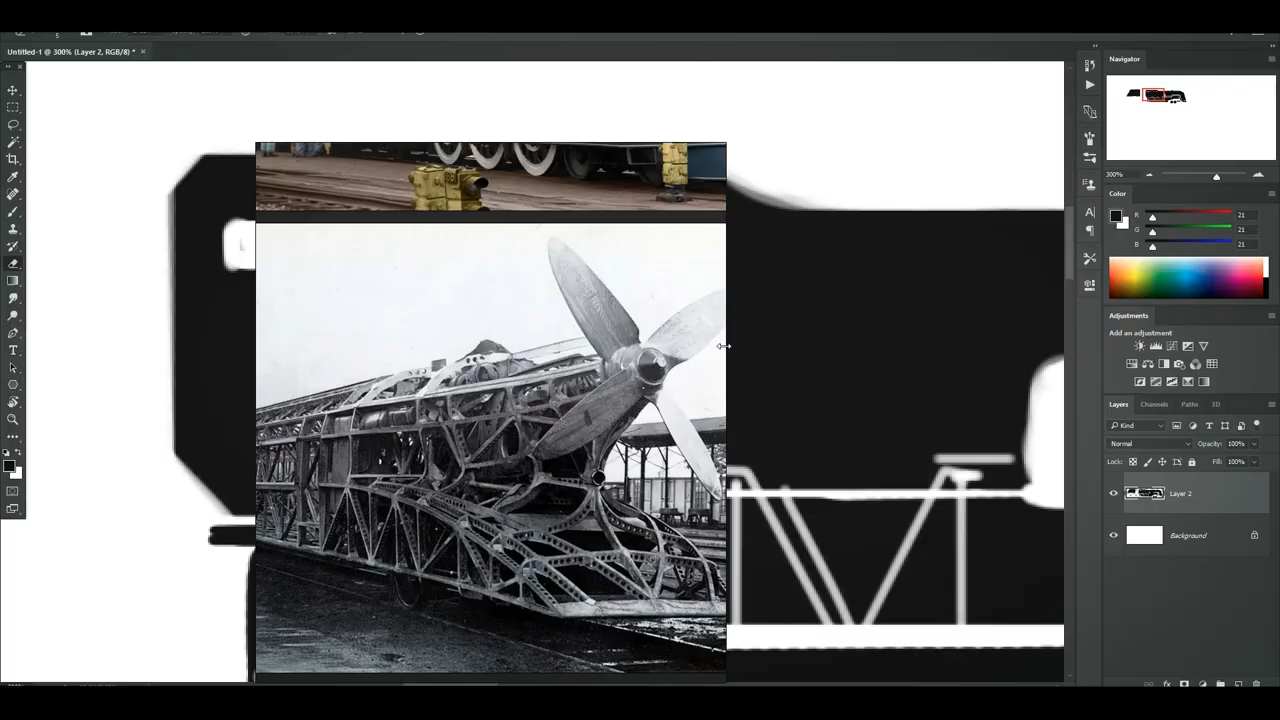 Untitled-1 @ 300% (Layer 2, RGB/8) *
Navigator
300%
Color
R 21
G 21
B 21
Adjustments
Add an adjustment
Layers Channels Paths 3D
Kind
Normal Opacity: 100%
Lock: Fill: 100%
Layer 2
Background